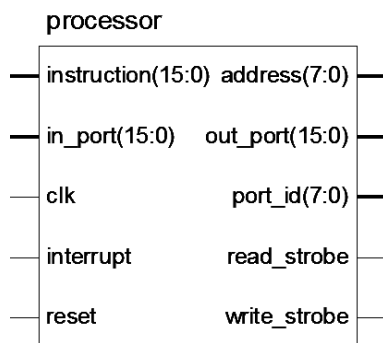 processor
instruction(15:0) address(7:0)
in_port(15:0) out_port(15:0)
clk port_id(7:0)
interrupt read_strobe
reset write_strobe